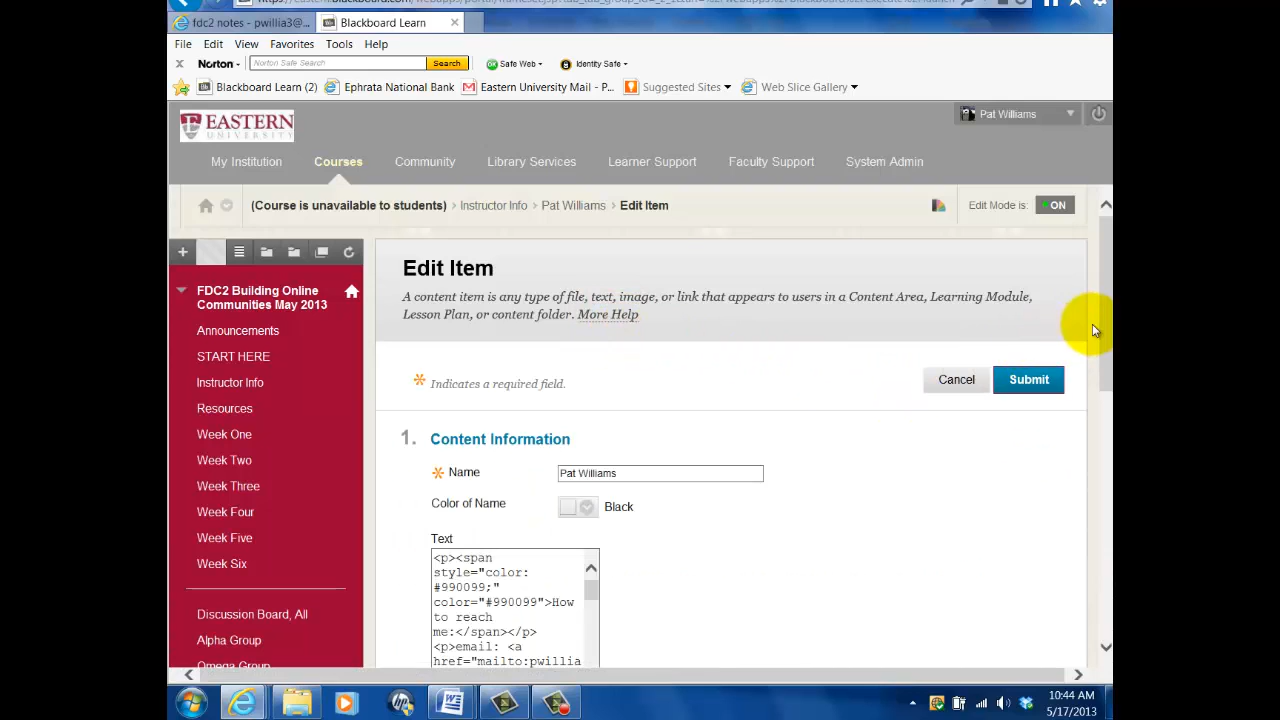 fdc2 notes - pwillia3@...
Blackboard Learn
File Edit View Favorites Tools Help
Norton
Norton Safe Search
Search
Safe Web
Identity Safe
Blackboard Learn (2)
Ephrata National Bank
Eastern University Mail - P...
Suggested Sites
Web Slice Gallery
EASTERN
UNIVERSITY
Pat Williams
My Institution
Courses
Community
Library Services
Learner Support
Faculty Support
System Admin
(Course is unavailable to students) > Instructor Info > Pat Williams > Edit Item
Edit Mode is: ON
FDC2 Building Online
Communities May 2013
Announcements
START HERE
Instructor Info
Resources
Week One
Week Two
Week Three
Week Four
Week Five
Week Six
Discussion Board, All
Alpha Group
Omega Group
Edit Item
A content item is any type of file, text, image, or link that appears to users in a Content Area, Learning Module,
Lesson Plan, or content folder. More Help
Indicates a required field.
Cancel
Submit
1. Content Information
Name
Pat Williams
Color of Name
Black
Text
<p><span
style="color:
#990099;"
color="#990099">How
to reach
me:</span></p>
<p>email: <a
href="mailto:pwillia
10:44 AM
5/17/2013